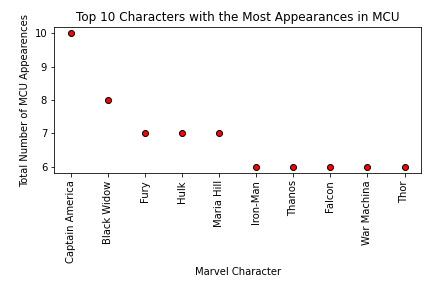 Top 10 Characters with the Most Appearances in MCU
Total Number of MCU Appearences
10
9
8
7
6
Captain America
Black Widow
Fury
Hulk
Maria Hill
Iron-Man
Thanos
Falcon
War Machina
Thor
Marvel Character